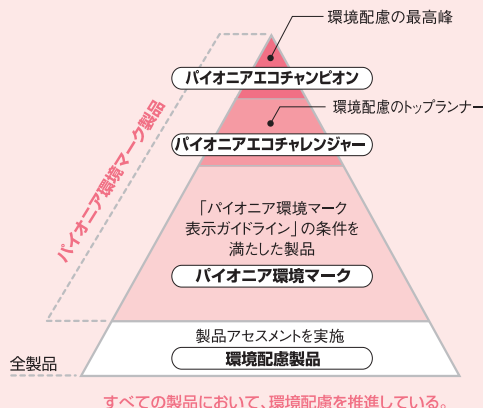 環境配慮の最高峰
パイオニアエコチャンピオン
環境配慮のトップランナー
パイオニアエコチャレンジャー
パイオニア環境マーク製品
「パイオニア環境マーク
表示ガイドライン」の条件を
満たした製品
パイオニア環境マーク
製品アセスメントを実施
環境配慮製品
全製品
すべての製品において、環境配慮を推進している。